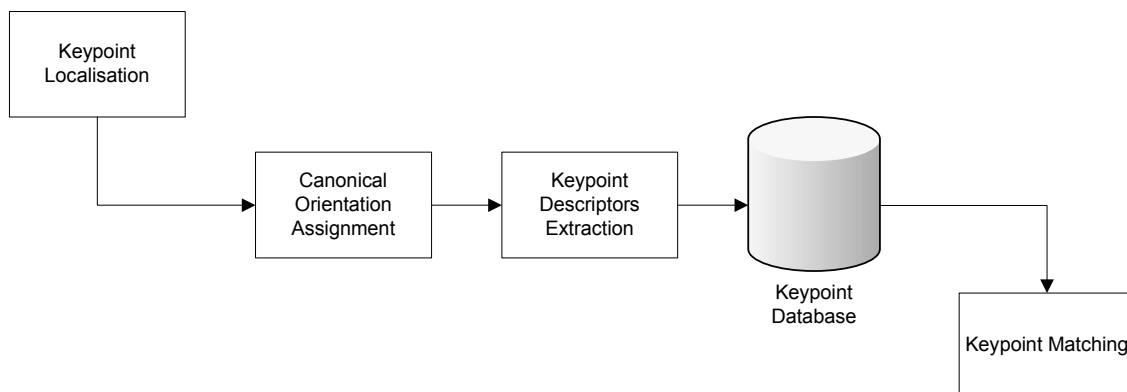 Keypoint
Localisation
Canonical
Orientation
Assignment
Keypoint
Descriptors
Extraction
Keypoint
Database
Keypoint Matching